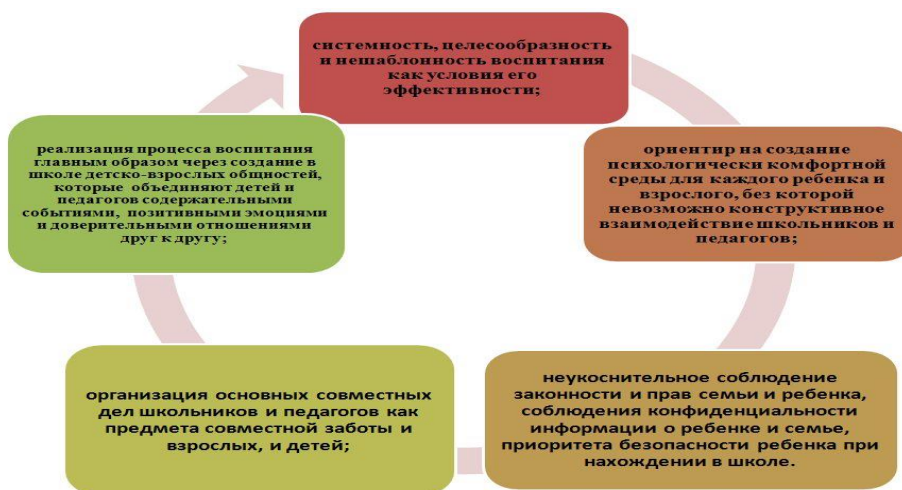 системность, целесообразность
и нешаблонность воспитания
как условия его
эффективности;
ориентир на создание
психологически комфортной
среды для каждого ребенка и
взрослого, без которой
невозможно конструктивное
взаимодействие школьников и
педагогов;
неукоснительное соблюдение
законности и прав семьи и ребенка,
соблюдения конфиденциальности
информации о ребенке и семье,
приоритета безопасности ребенка при
нахождении в школе.
организация основных совместных
дел школьников и педагогов как
предмета совместной заботы и
взрослых, и детей;
реализация процесса воспитания
главным образом через создание в
школе детско-взрослых общностей,
которые объединяют детей и
педагогов содержательными
событиями, позитивными эмоциями
и доверительными отношениями
друг к другу;